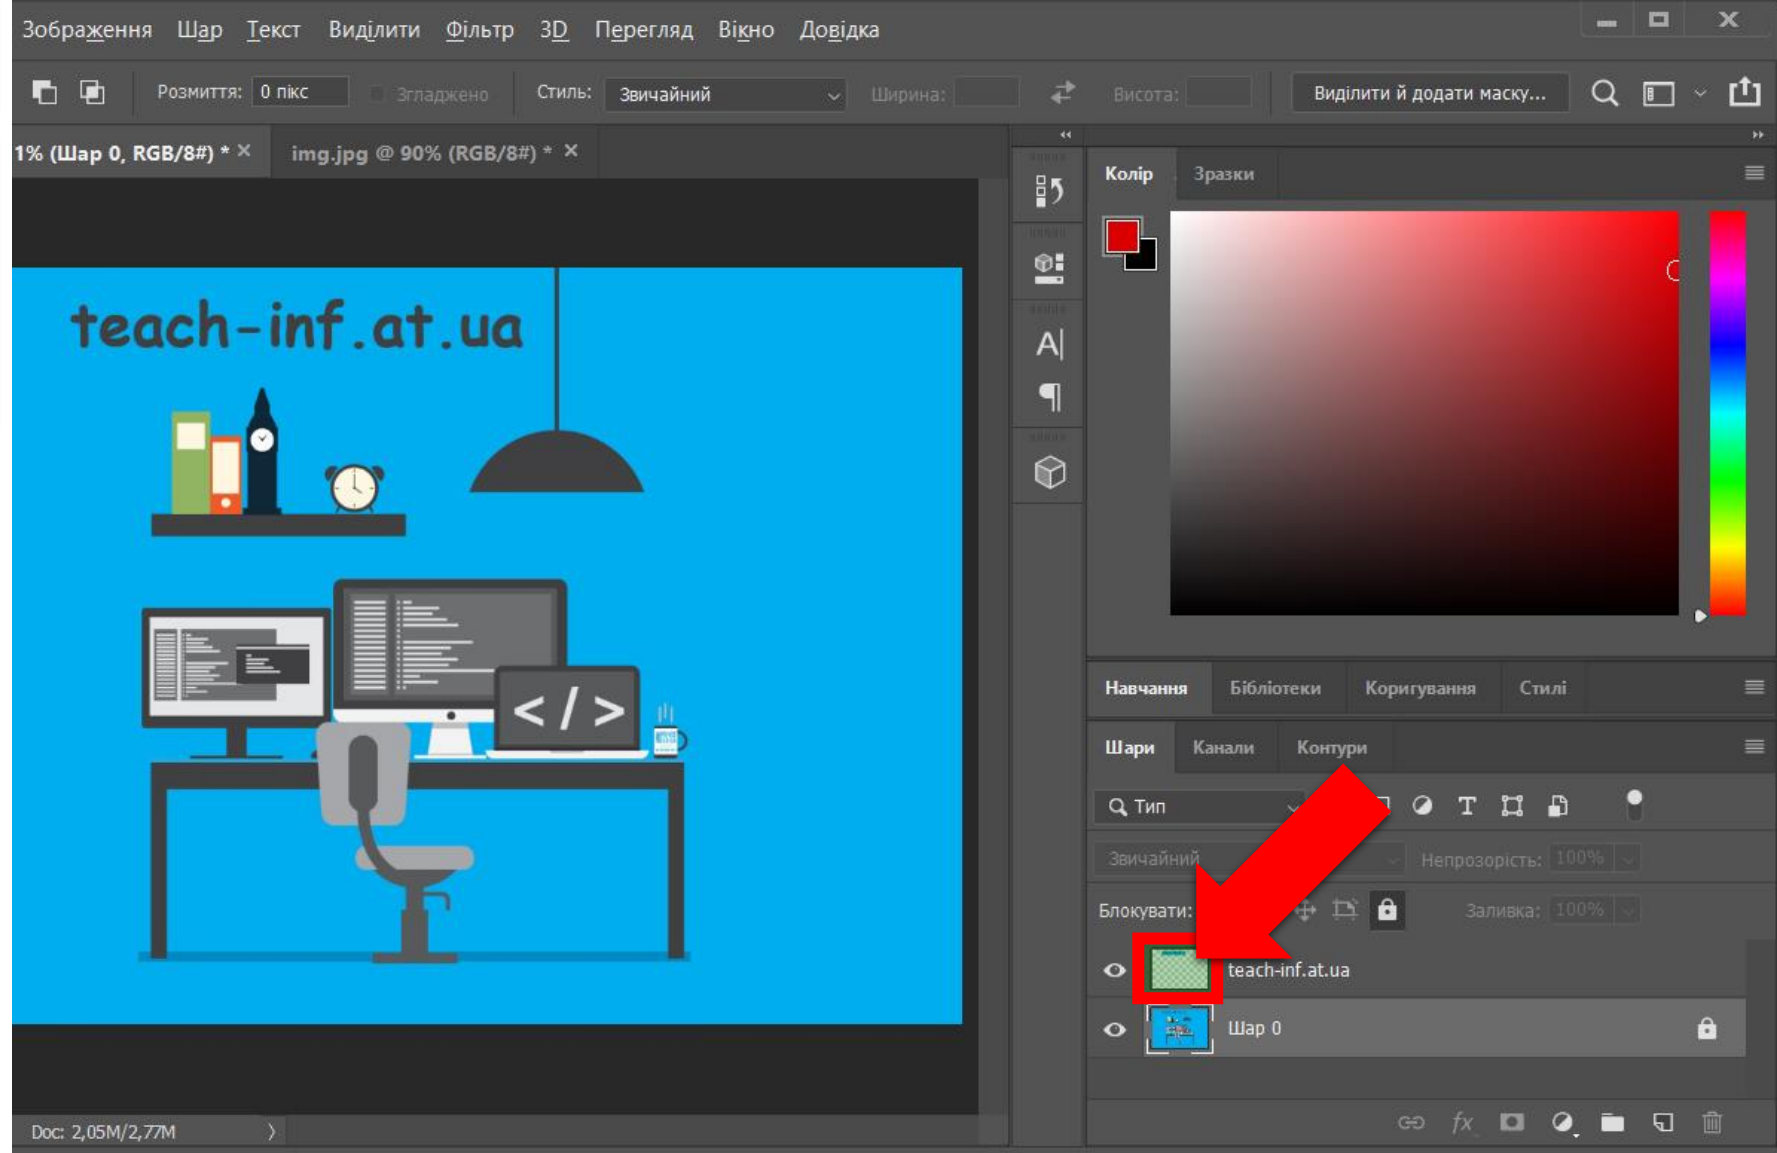 Зображення Шар Текст Виділити Фільтр 3D Перегляд Вікно Довідка
Розмиття: 0 пікс Згладжено Стиль: Звичайний Ширина: Висота: Виділити й додати маску...
1% (Шар 0, RGB/8#) * × img.jpg @ 90% (RGB/8#) * ×
Колір Зразки
teach-inf.at.ua
</>
Навчання Бібліотеки Коригування Стилі
Шари Канали Контури
Тип
Звичайний Непрозорість: 100%
Блокувати: Заливка: 100%
teach-inf.at.ua
Шар 0
fx
Doc: 2,05M/2,77M